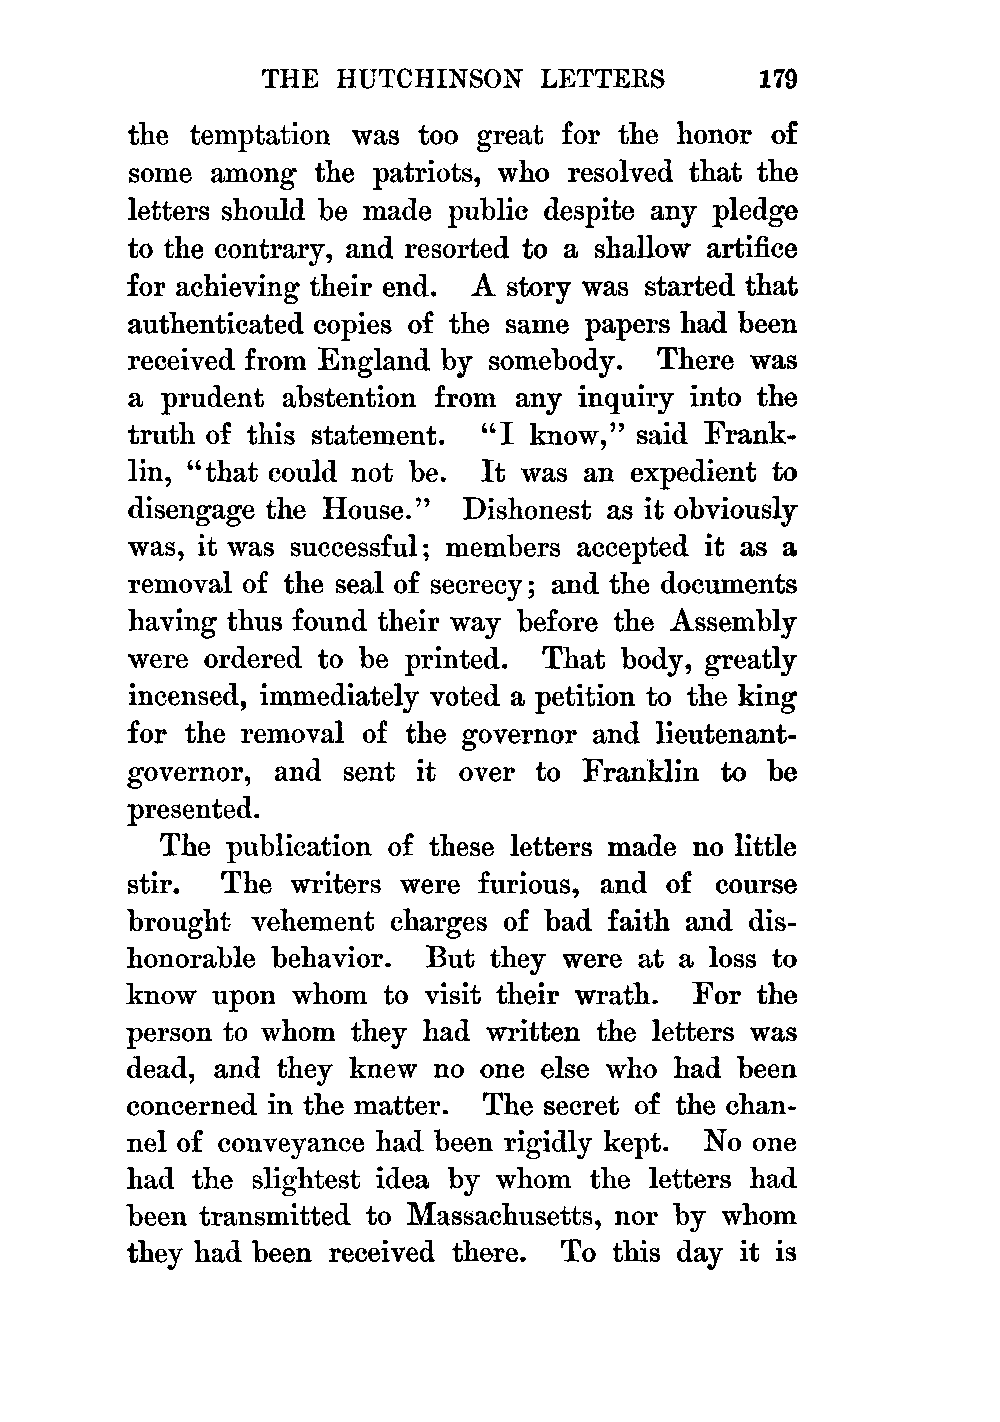 THE HUTCHINSON LETTERS 179
the temptation was too great for the honor of
some among the patriots, who resolved that the
letters should be made public despite any pledge
to the contrary, and resorted to a shallow artifice
for achieving their end. A story was started that
authenticated copies of the same papers had been
received from England by somebody. There was
a prudent abstention from any inquiry into the
truth of this statement. "I know," said Frank-
lin, "that could not be. It was an expedient to
disengage the House." Dishonest as it obviously
was, it was successful; members accepted it as a
removal of the seal of secrecy; and the documents
having thus found their way before the Assembly
were ordered to be printed. That body, greatly
incensed, immediately voted a petition to the king
for the removal of the governor and lieutenant-
governor, and sent it over to Franklin to be
presented.
The publication of these letters made no little
stir. The writers were furious, and of course
brought vehement charges of bad faith and dis-
honorable behavior. But they were at a loss to
know upon whom to visit their wrath. For the
person to whom they had written the letters was
dead, and they knew no one else who had been
concerned in the matter. The secret of the chan-
nel of conveyance had been rigidly kept. No one
had the slightest idea by whom the letters had
been transmitted to Massachusetts, nor by whom
they had been received there. To this day it is